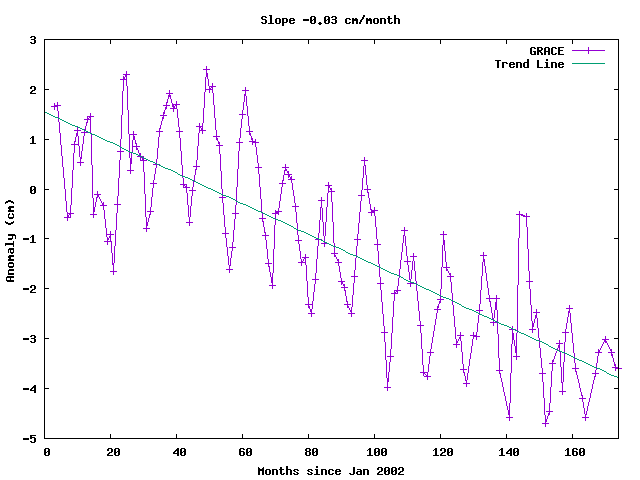 Slope -0.03 cm/month
GRACE
Trend Line
3
2
1
0
-1
-2
-3
-4
-5
Anomaly (cm)
0 20 40 60 80 100 120 140 160
Months since Jan 2002